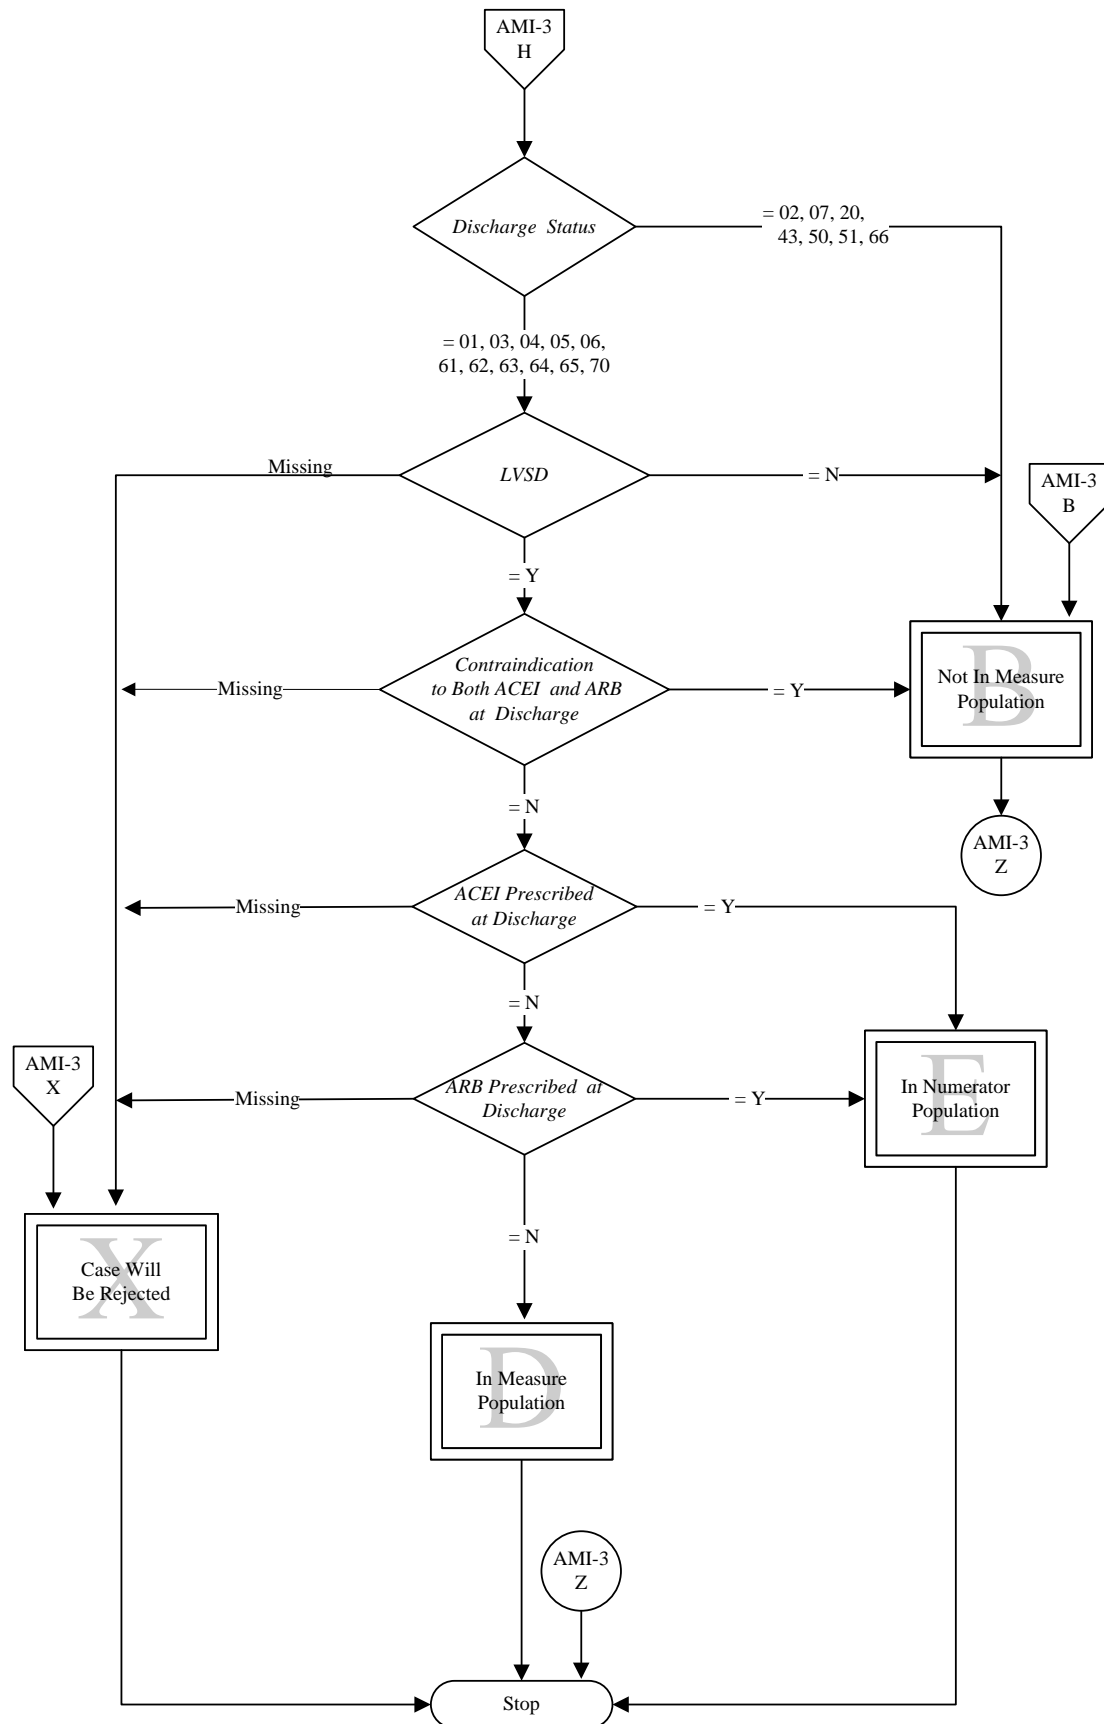 AMI-3
H
Discharge Status
= 02, 07, 20,
43, 50, 51, 66
= 01, 03, 04, 05, 06,
61, 62, 63, 64, 65, 70
Missing
LVSD
= N
AMI-3
B
= Y
Contraindication
to Both ACEI and ARB
at Discharge
Missing
= Y
B
Not In Measure
Population
= N
AMI-3
Z
ACEI Prescribed
at Discharge
Missing
= Y
= N
AMI-3
X
ARB Prescribed at
Discharge
Missing
= Y
E
In Numerator
Population
= N
X
Case Will
Be Rejected
D
In Measure
Population
AMI-3
Z
Stop